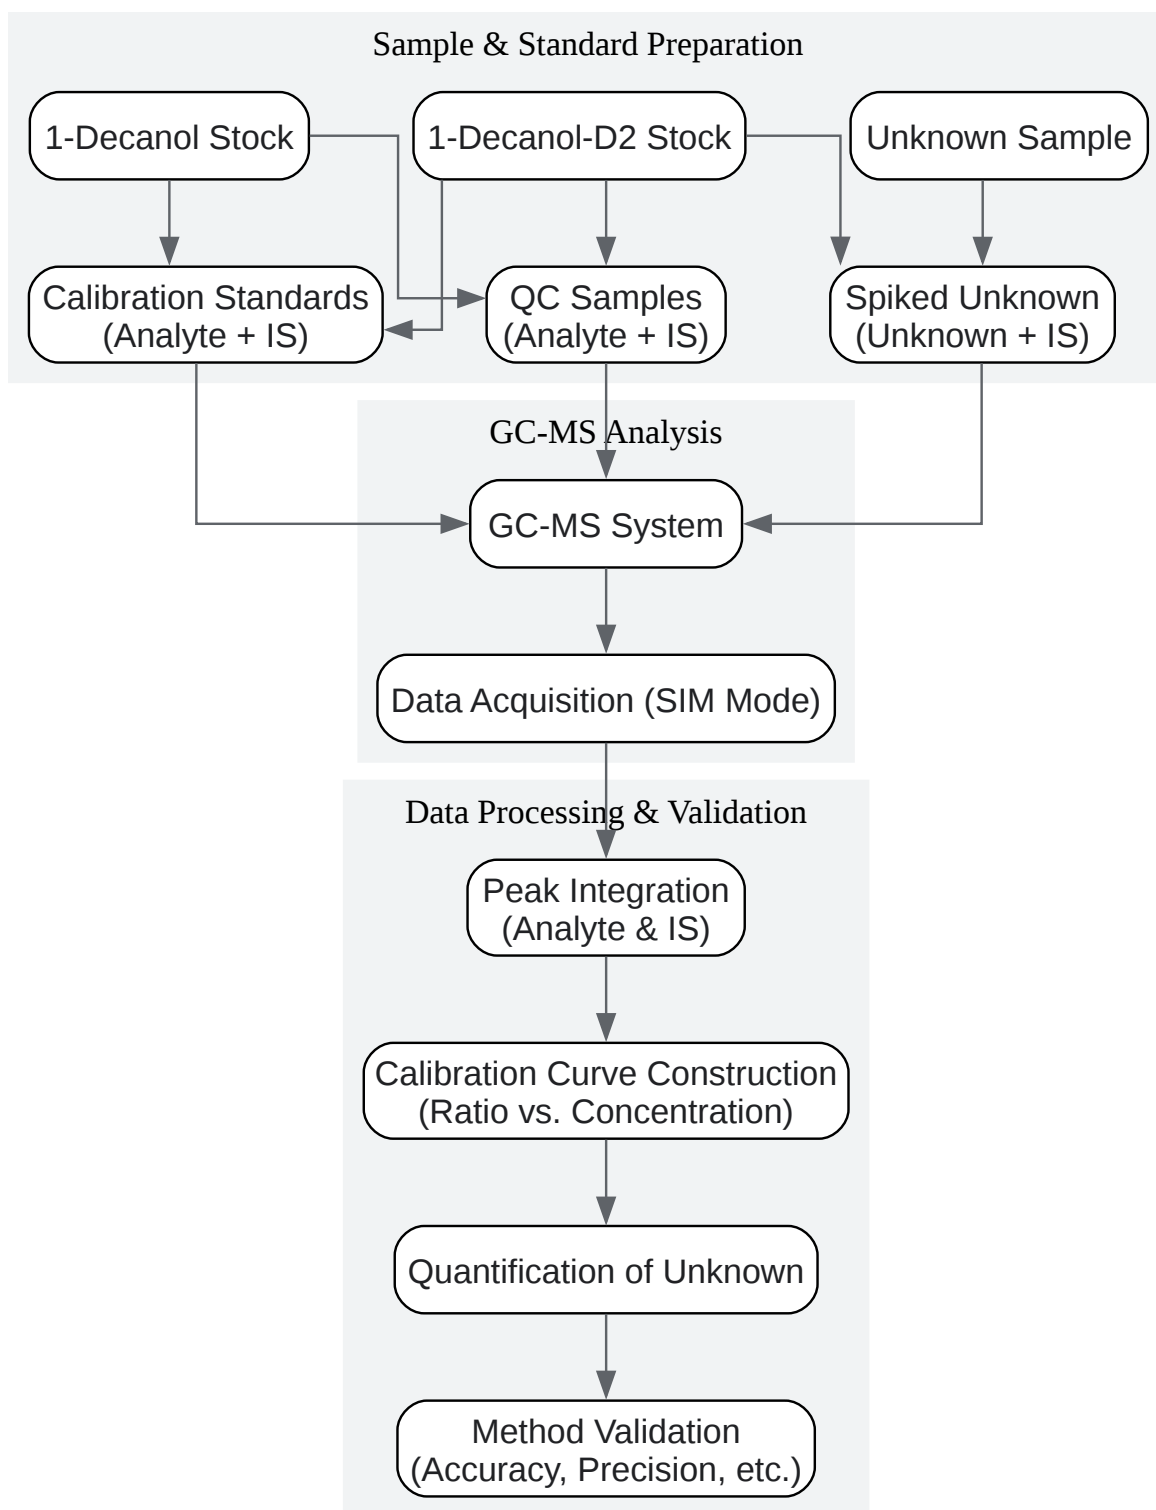 Sample & Standard Preparation
1-Decanol Stock
1-Decanol-D2 Stock
Unknown Sample
Calibration Standards
(Analyte + IS)
QC Samples
(Analyte + IS)
Spiked Unknown
(Unknown + IS)
GC-MS Analysis
GC-MS System
Data Acquisition (SIM Mode)
Data Processing & Validation
Peak Integration
(Analyte & IS)
Calibration Curve Construction
(Ratio vs. Concentration)
Quantification of Unknown
Method Validation
(Accuracy, Precision, etc.)